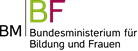 BM BF
Bundesministerium für
Bildung und Frauen